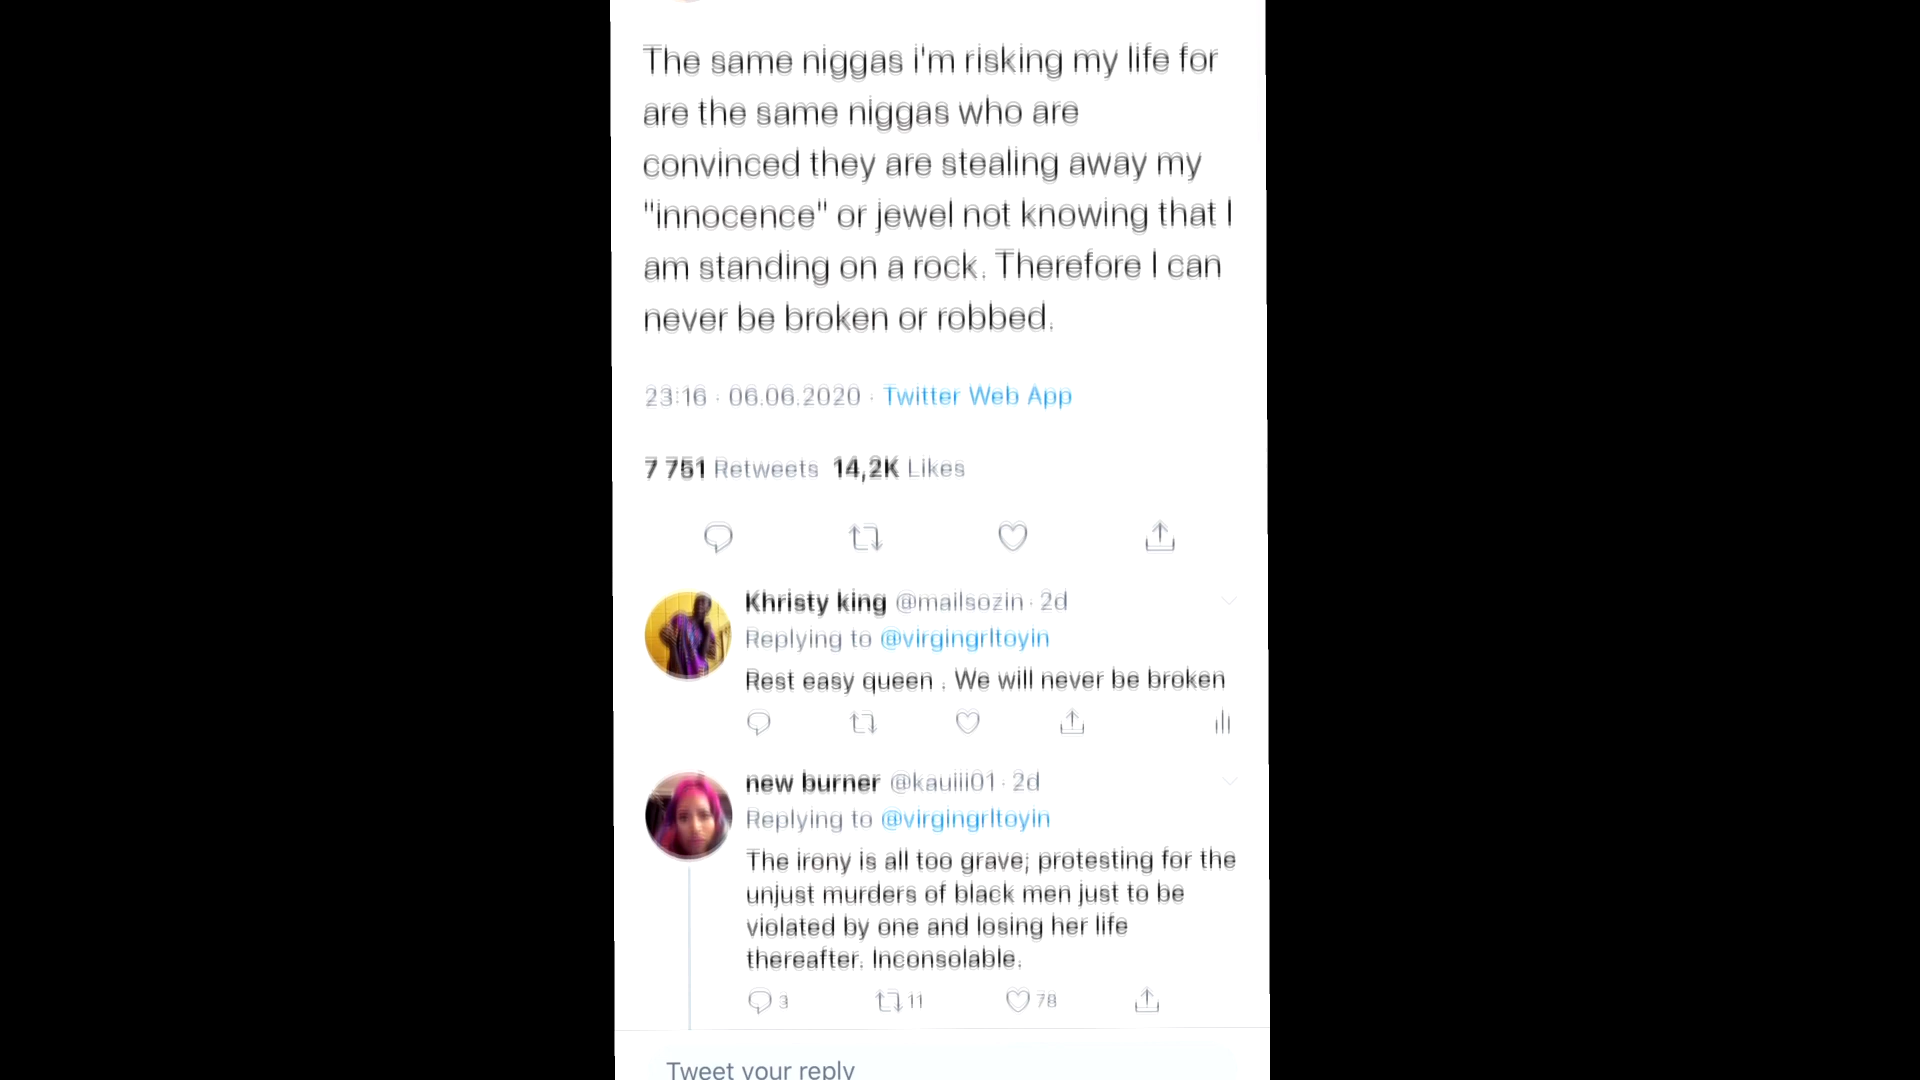 The same niggas i'm risking my life for
are the same niggas who are
convinced they are stealing away my
"innocence" or jewel not knowing that I
am standing on a rock. Therefore I can
never be broken or robbed.
23:16 · 06.06.2020 · Twitter Web App
7 751 Retweets 14,2K Likes
Khristy king @mailsozin · 2d
Replying to @virgingrltoyin
Rest easy queen . We will never be broken
new burner @kauiii01 · 2d
Replying to @virgingrltoyin
The irony is all too grave; protesting for the
unjust murders of black men just to be
violated by one and losing her life
thereafter. Inconsolable.
3 11 78
Tweet your reply